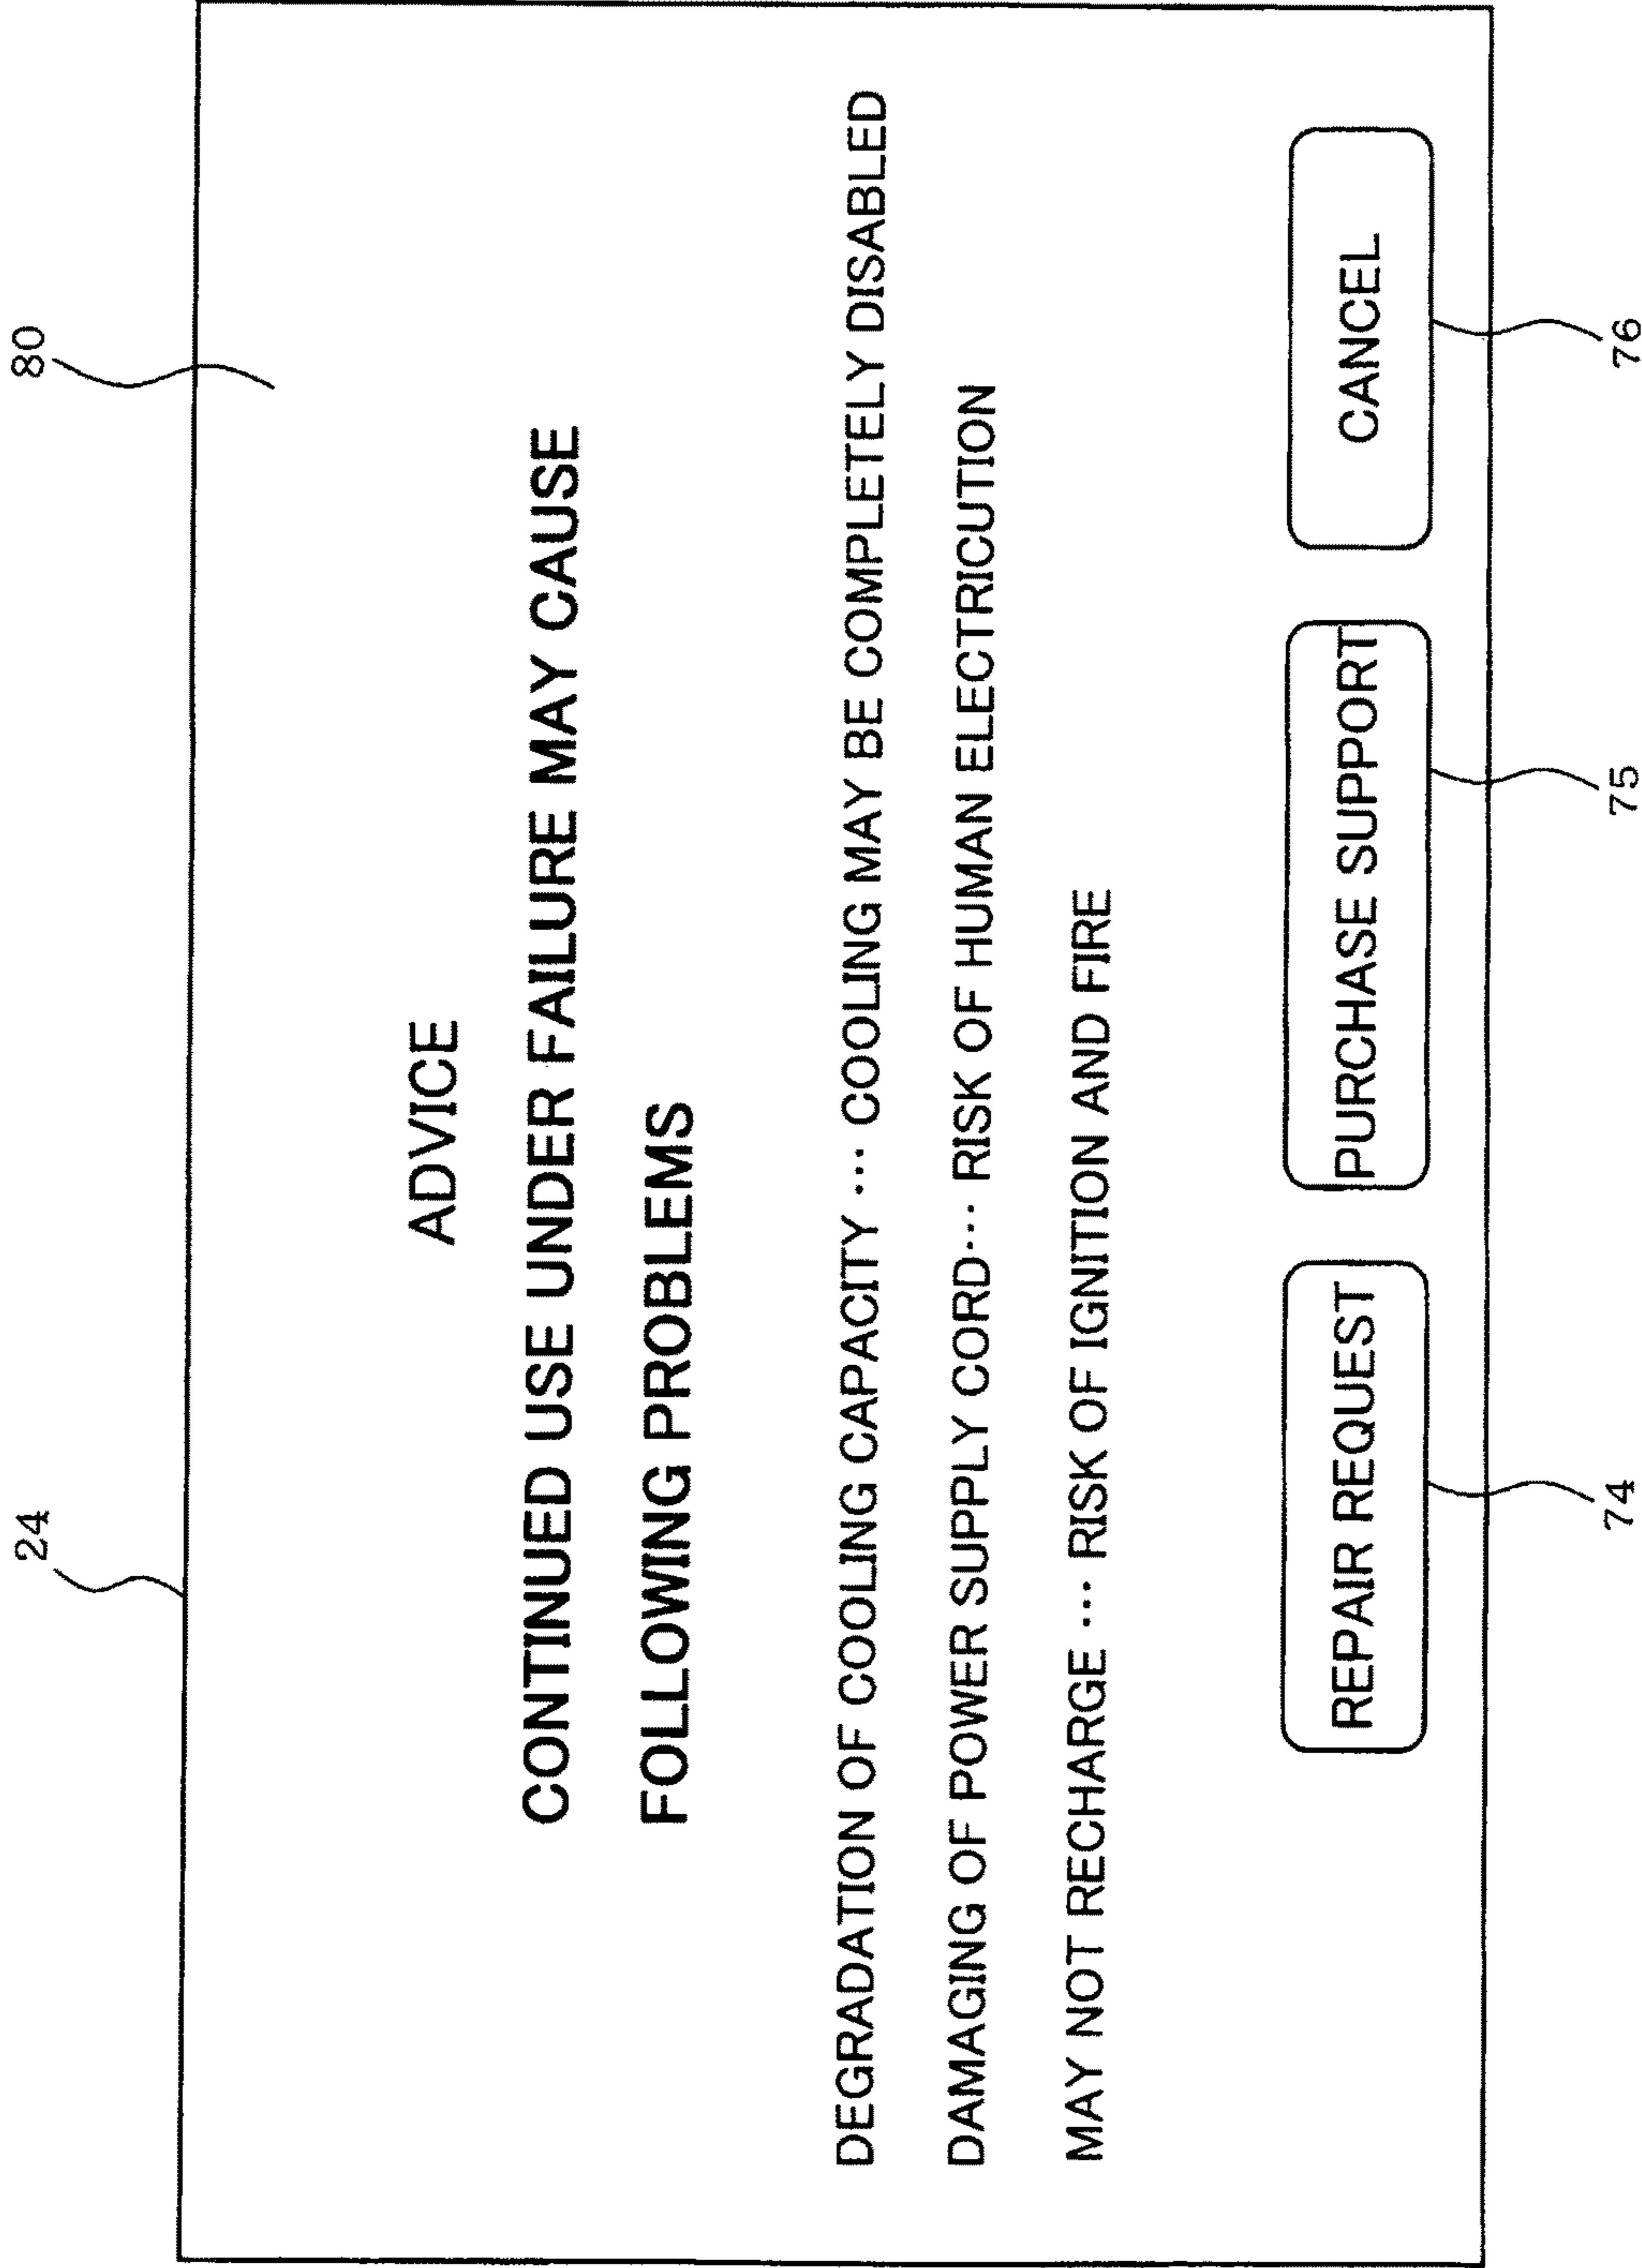 24
80
ADVICE
CONTINUED USE UNDER FAILURE MAY CAUSE
FOLLOWING PROBLEMS
DEGRADATION OF COOLING CAPACITY ··· COOLING MAY BE COMPLETELY DISABLED
DAMAGING OF POWER SUPPLY CORD··· RISK OF HUMAN ELECTRICUTION
MAY NOT RECHARGE ··· RISK OF IGNITION AND FIRE
REPAIR REQUEST
PURCHASE SUPPORT
CANCEL
74
75
76